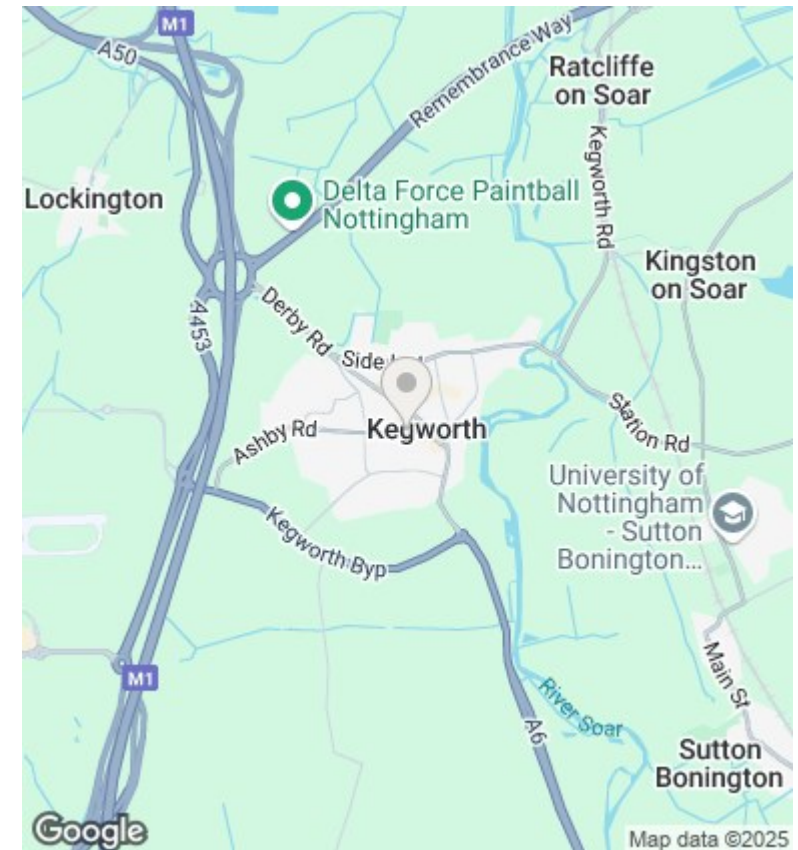 M1
A50
Remembrance Way
Ratcliffe
on Soar
Kegworth Rd
Lockington
Delta Force Paintball
Nottingham
Kingston
on Soar
A453
Derby Rd
Side
Kegworth
Ashby Rd
Station Rd
University of
Nottingham
- Sutton
Bonington...
Kegworth Byp
M1
Main St
River Soar
A6
Sutton
Bonington
Google
Map data ©2025